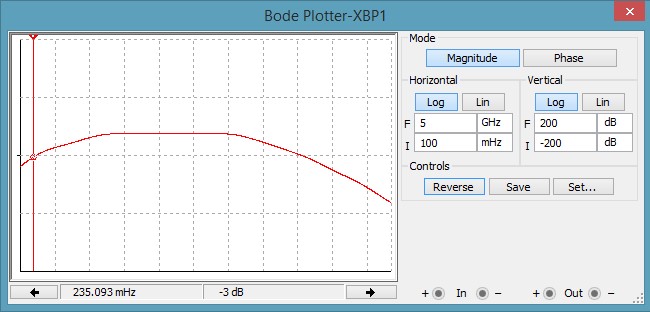 Bode Plotter-XBP1
Mode
Magnitude Phase
Horizontal Vertical
Log Lin Log Lin
F 5 GHz F 200 dB
I 100 mHz I -200 dB
Controls
Reverse Save Set...
235.093 mHz -3 dB
+ In − + Out −